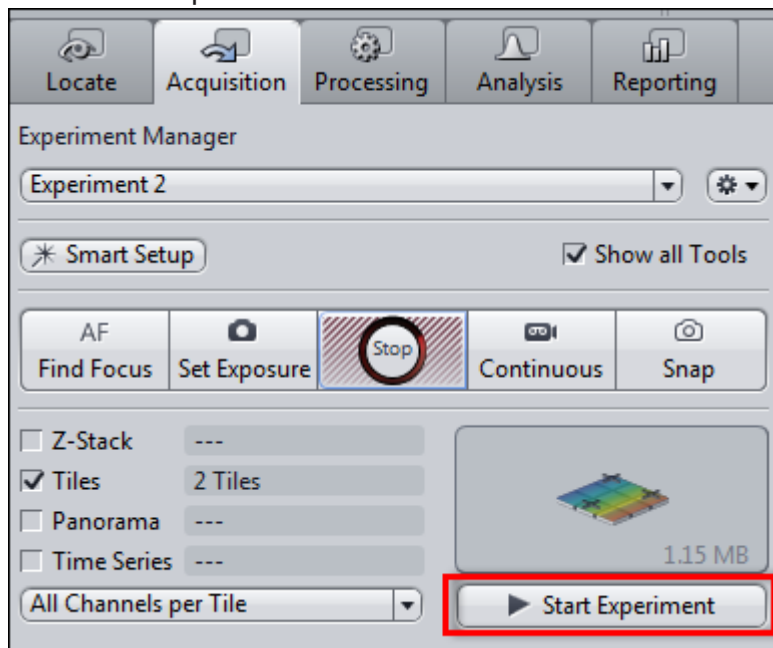 Locate Acquisition Processing Analysis Reporting
Experiment Manager
Experiment 2
Smart Setup Show all Tools
AF
Find Focus Set Exposure Stop Continuous Snap
Z-Stack ---
Tiles 2 Tiles
Panorama ---
Time Series ---
1.15 MB
All Channels per Tile Start Experiment